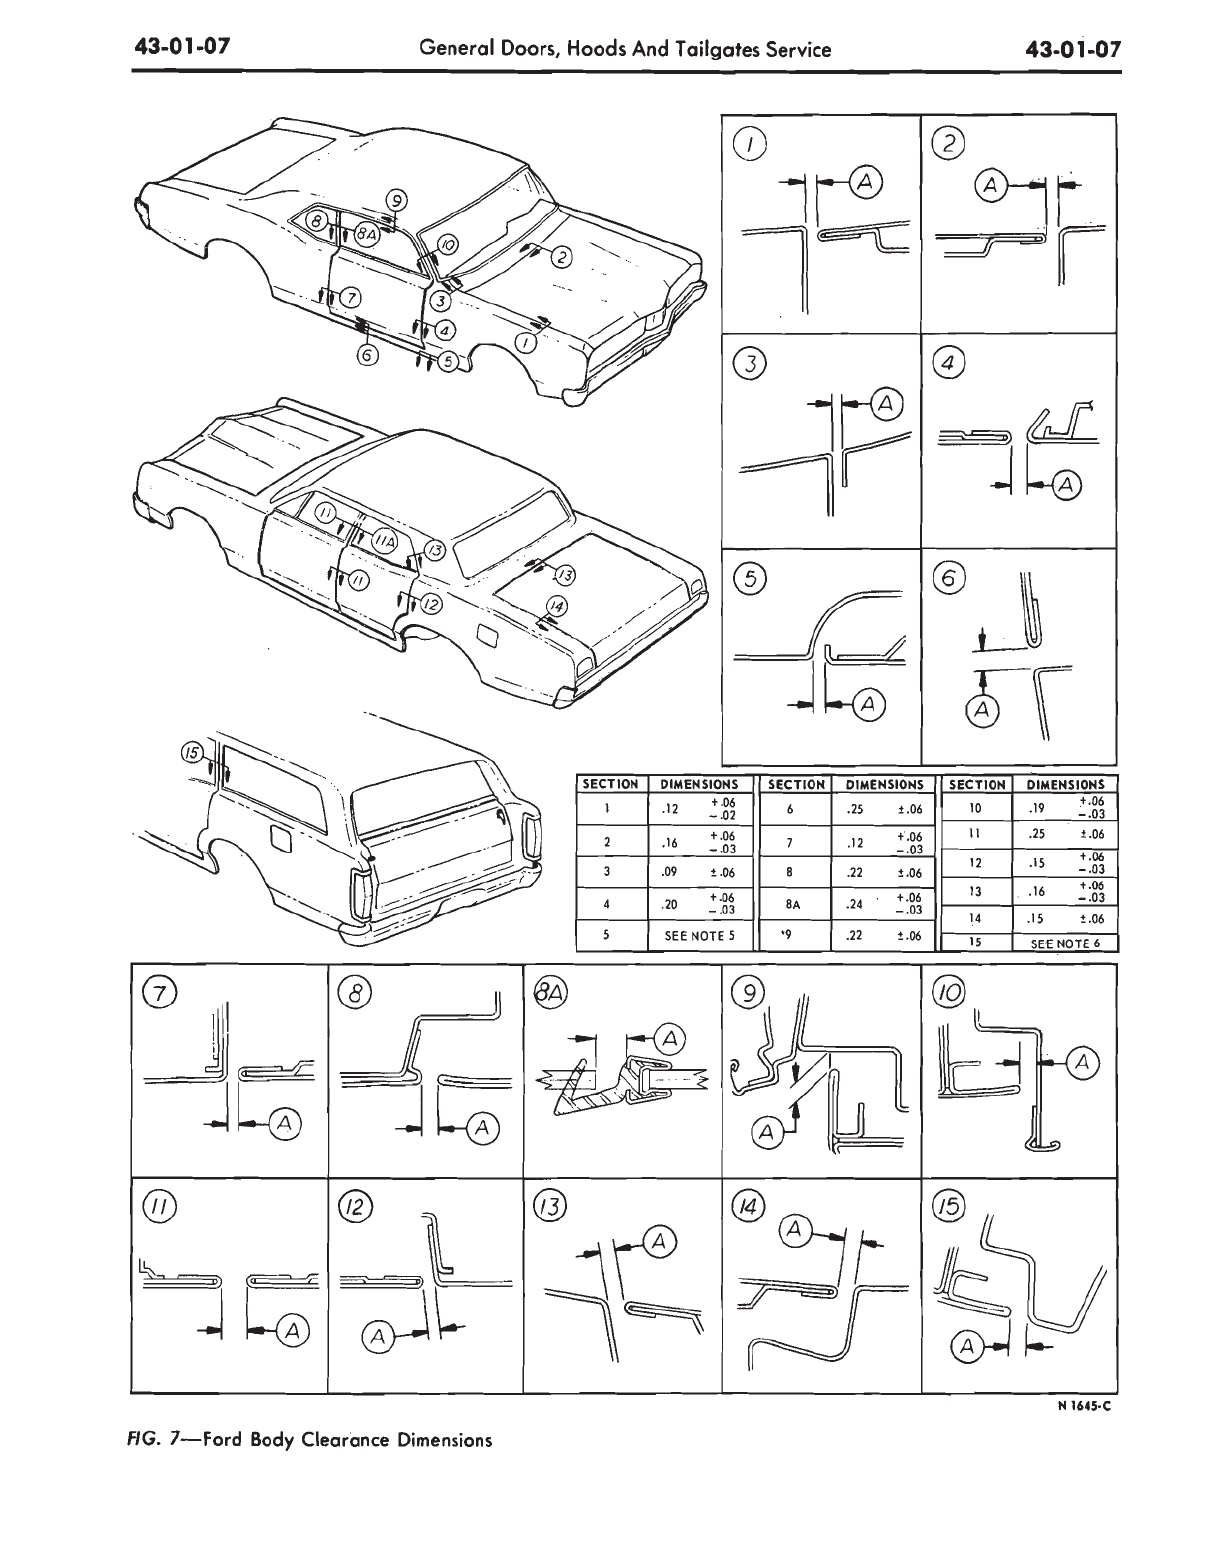 43-01-07 General Doors, Hoods And Tailgates Service 43-01-07
9
8
8A
10
2
7
3
4
1
6
5
11
11A
13
11
13
12
14
15
1
A
2
A
3
A
4
A
5
A
6
A
SECTION DIMENSIONS SECTION DIMENSIONS SECTION DIMENSIONS
1 .12 +.06 -.02
2 .16 +.06 -.03
3 .09 ±.06
4 .20 +.06 -.03
5 SEE NOTE 5
6 .25 ±.06
7 .12 +.06 -.03
8 .22 ±.06
8A .24 +.06 -.03
*9 .22 ±.06
10 .19 +.06 -.03
11 .25 ±.06
12 .15 +.06 -.03
13 .16 +.06 -.03
14 .15 ±.06
15 SEE NOTE 6
7
A
8
A
8A
A
9
A
10
A
11
A
12
A
13
A
14
A
15
A
N 1645-C
FIG. 7—Ford Body Clearance Dimensions